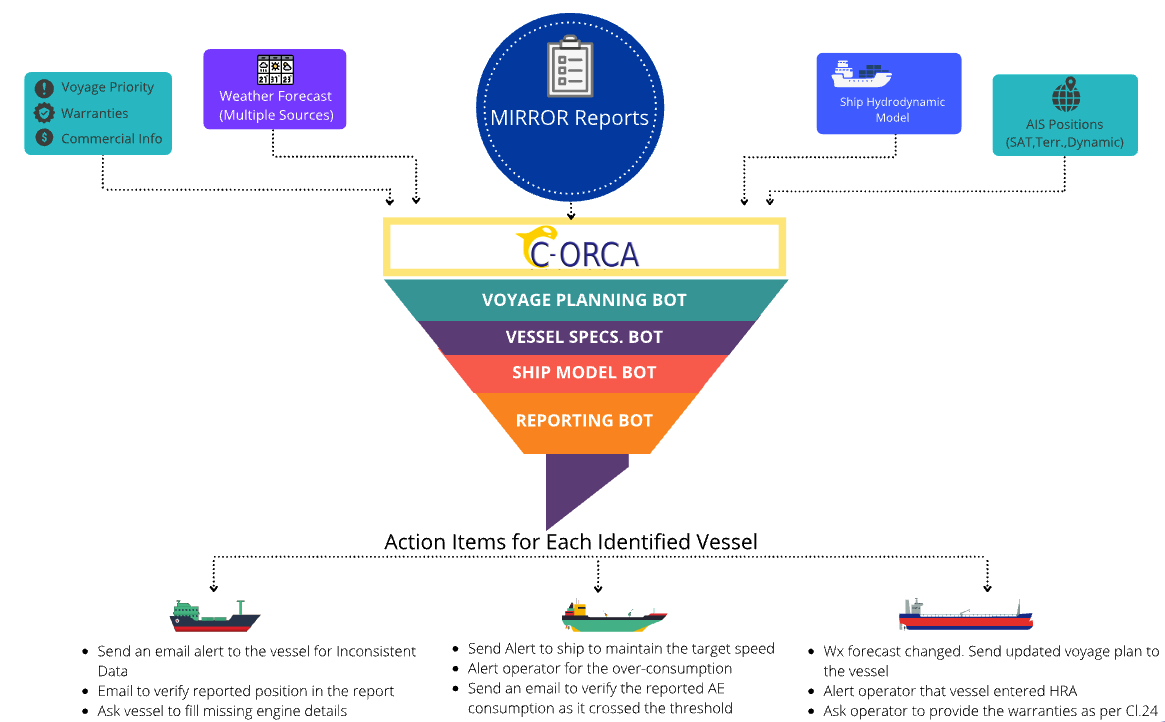 Voyage Priority
Warranties
Commercial Info
Weather Forecast
(Multiple Sources)
21 31 23
MIRROR Reports
Ship Hydrodynamic
Model
AIS Positions
(SAT,Terr.,Dynamic)
C-ORCA
VOYAGE PLANNING BOT
VESSEL SPECS. BOT
SHIP MODEL BOT
REPORTING BOT
Action Items for Each Identified Vessel
Send an email alert to the vessel for Inconsistent
Data
Email to verify reported position in the report
Ask vessel to fill missing engine details
Send Alert to ship to maintain the target speed
Alert operator for the over-consumption
Send an email to verify the reported AE
consumption as it crossed the threshold
Wx forecast changed. Send updated voyage plan to
the vessel
Alert operator that vessel entered HRA
Ask operator to provide the warranties as per Cl.24